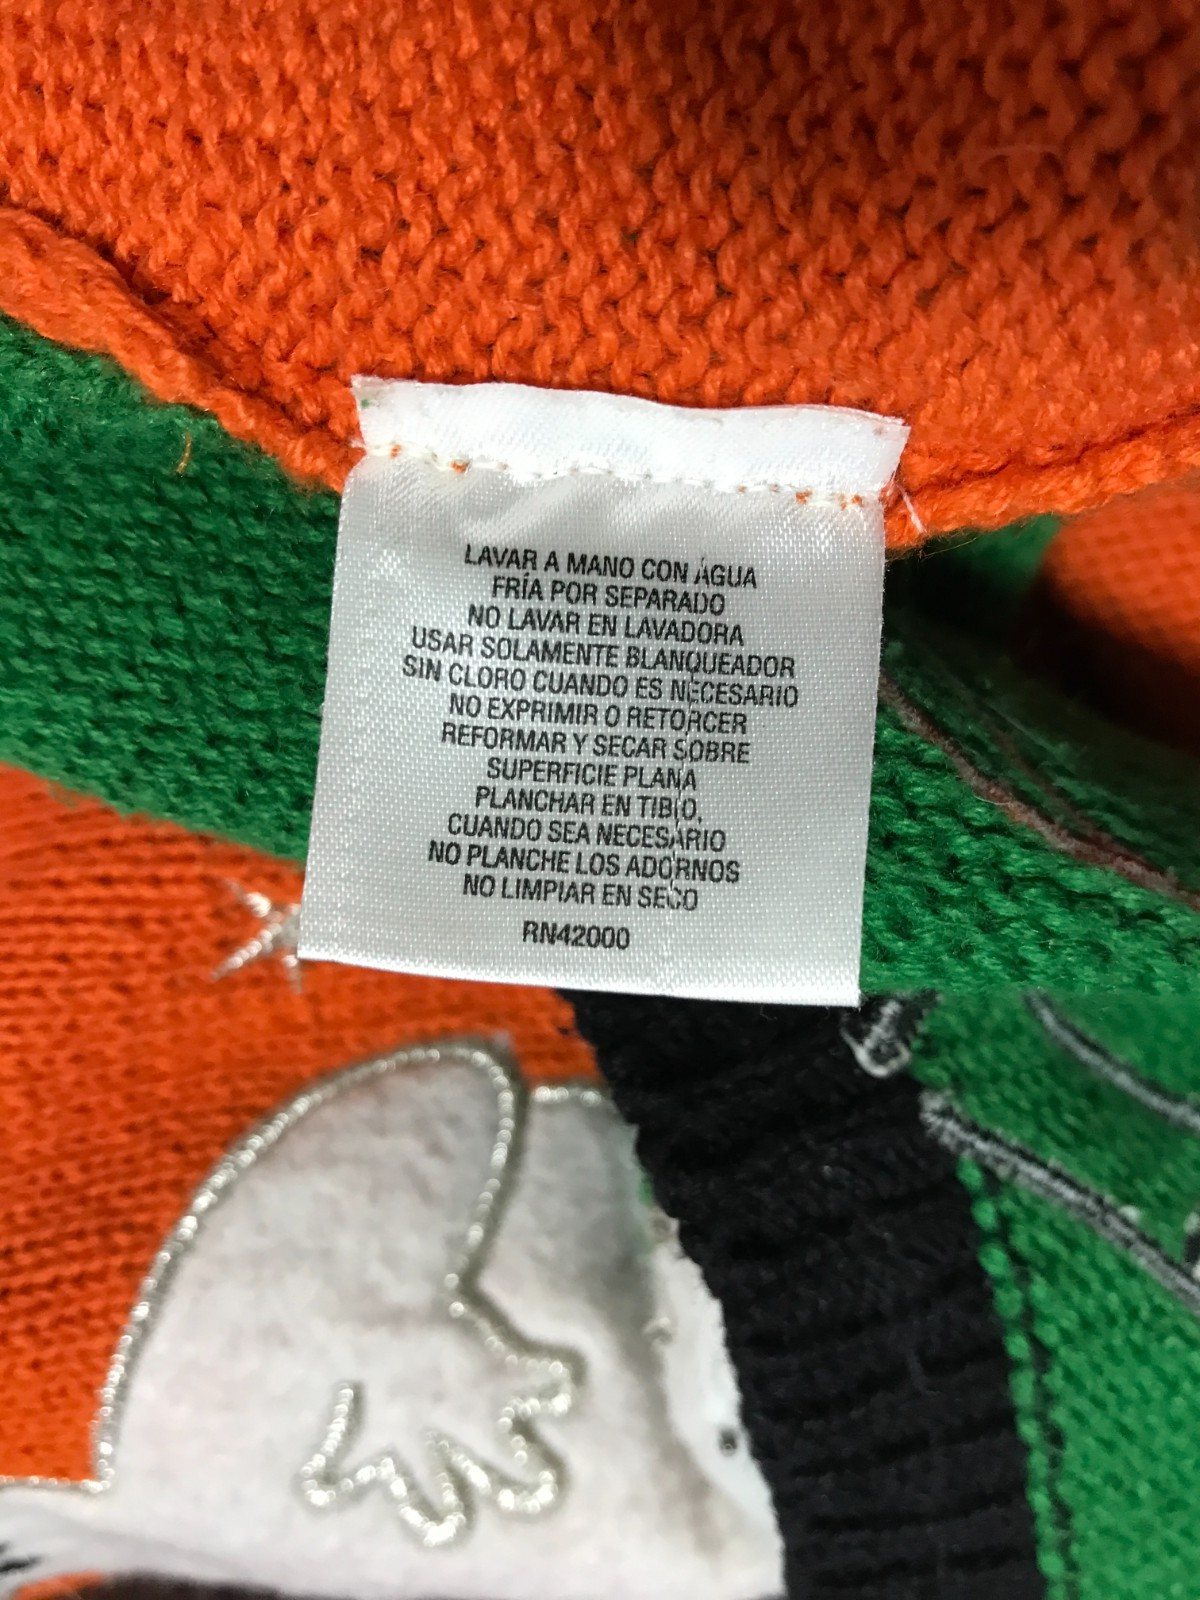 LAVAR A MANO CON ÁGUA
FRÍA POR SEPARADO
NO LAVAR EN LAVADORA
USAR SOLAMENTE BLANQUEADOR
SIN CLORO CUANDO ES NECESARIO
NO EXPRIMIR O RETORCER
REFORMAR Y SECAR SOBRE
SUPERFICIE PLANA
PLANCHAR EN TIBIO,
CUANDO SEA NECESARIO
NO PLANCHE LOS ADORNOS
NO LIMPIAR EN SECO
RN42000